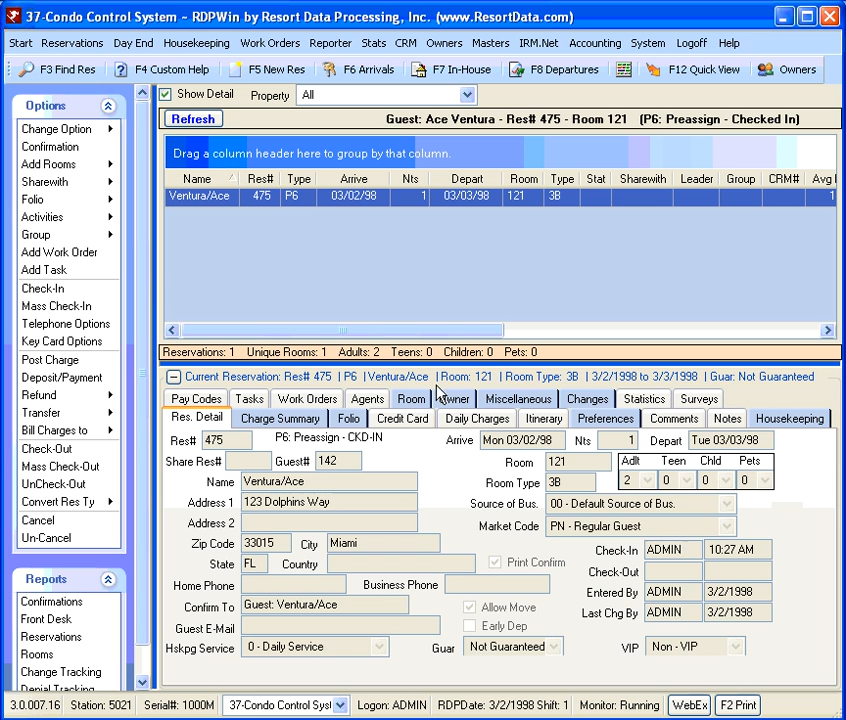 37-Condo Control System ~ RDPWin by Resort Data Processing, Inc. (www.ResortData.com)
Start Reservations Day End Housekeeping Work Orders Reporter Stats CRM Owners Masters IRM.Net Accounting System Logoff Help
F3 Find Res F4 Custom Help F5 New Res F6 Arrivals F7 In-House F8 Departures F12 Quick View Owners
Options
Change Option
Confirmation
Add Rooms
Sharewith
Folio
Activities
Group
Add Work Order
Add Task
Check-In
Mass Check-In
Telephone Options
Key Card Options
Post Charge
Deposit/Payment
Refund
Transfer
Bill Charges to
Check-Out
Mass Check-Out
UnCheck-Out
Convert Res Ty
Cancel
Un-Cancel
Reports
Confirmations
Front Desk
Reservations
Rooms
Change Tracking
Denial Tracking
Show Detail Property All
Refresh Guest: Ace Ventura - Res# 475 - Room 121 (P6: Preassign - Checked In)
Drag a column header here to group by that column.
Name Res# Type Arrive Nts Depart Room Type Stat Sharewith Leader Group CRM# Avg
Ventura/Ace 475 P6 03/02/98 1 03/03/98 121 3B 1
Reservations: 1 Unique Rooms: 1 Adults: 2 Teens: 0 Children: 0 Pets: 0
Current Reservation: Res# 475 | P6 | Ventura/Ace | Room: 121 | Room Type: 3B | 3/2/1998 to 3/3/1998 | Guar: Not Guaranteed
Pay Codes Tasks Work Orders Agents Room Owner Miscellaneous Changes Statistics Surveys
Res. Detail Charge Summary Folio Credit Card Daily Charges Itinerary Preferences Comments Notes Housekeeping
Res# 475 P6: Preassign - CKD-IN Arrive Mon 03/02/98 Nts 1 Depart Tue 03/03/98
Share Res# Guest# 142 Room 121 Adlt Teen Chld Pets
Name Ventura/Ace Room Type 3B 2 0 0 0
Address 1 123 Dolphins Way Source of Bus. 00 - Default Source of Bus.
Address 2 Market Code PN - Regular Guest
Zip Code 33015 City Miami Check-In ADMIN 10:27 AM
State FL Country Print Confirm Check-Out
Home Phone Business Phone Entered By ADMIN 3/2/1998
Confirm To Guest: Ventura/Ace Allow Move Last Chg By ADMIN 3/2/1998
Guest E-Mail Early Dep
Hskpg Service 0 - Daily Service Guar Not Guaranteed VIP Non - VIP
3.0.007.16 Station: 5021 Serial#: 1000M 37-Condo Control Syst Logon: ADMIN RDPDate: 3/2/1998 Shift: 1 Monitor: Running WebEx F2 Print